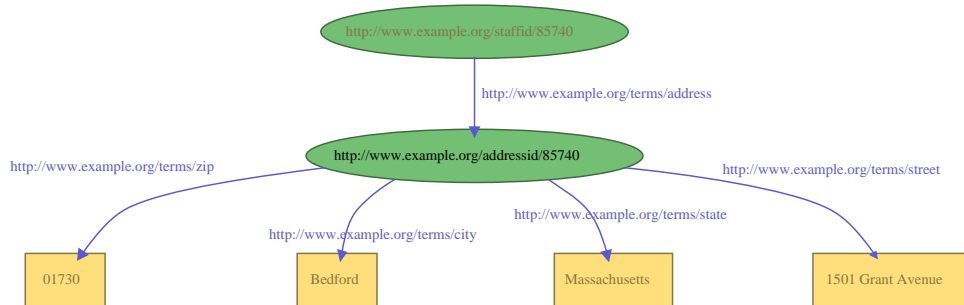 http://www.example.org/staffid/85740
http://www.example.org/terms/address
http://www.example.org/addressid/85740
http://www.example.org/terms/zip
http://www.example.org/terms/street
http://www.example.org/terms/city
http://www.example.org/terms/state
01730
Bedford
Massachusetts
1501 Grant Avenue